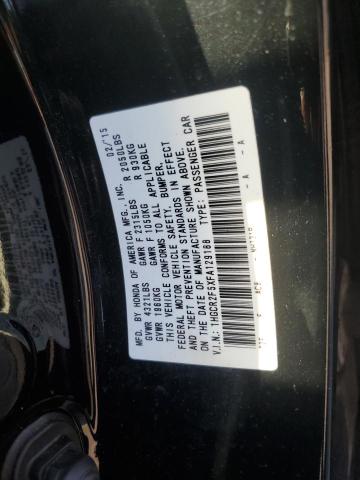 MFD. BY HONDA OF AMERICA MFG., INC. 02/15
GVWR 4321LBS GAWR F 2315LBS R 2050LBS
GVWR 1960KG GAWR F 1050KG R 930KG
THIS VEHICLE CONFORMS TO ALL APPLICABLE
FEDERAL MOTOR VEHICLE SAFETY, BUMPER,
AND THEFT PREVENTION STANDARDS IN EFFECT
ON THE DATE OF MANUFACTURE SHOWN ABOVE.
V.I.N.: 1HGCR2F3XFA129188 TYPE: PASSENGER CAR
- A - A